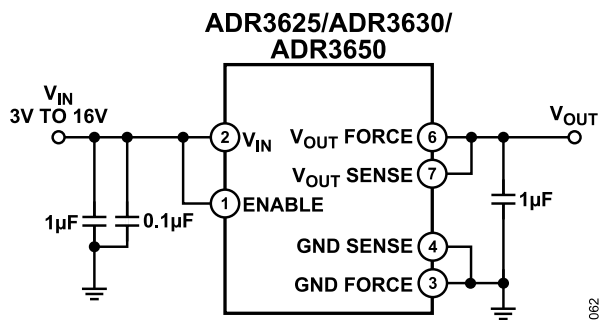 ADR3625/ADR3630/
ADR3650
VIN
3V TO 16V
2
VIN
1
ENABLE
1µF
0.1µF
VOUT FORCE
6
VOUT SENSE
7
GND SENSE
4
GND FORCE
3
VOUT
1µF
062